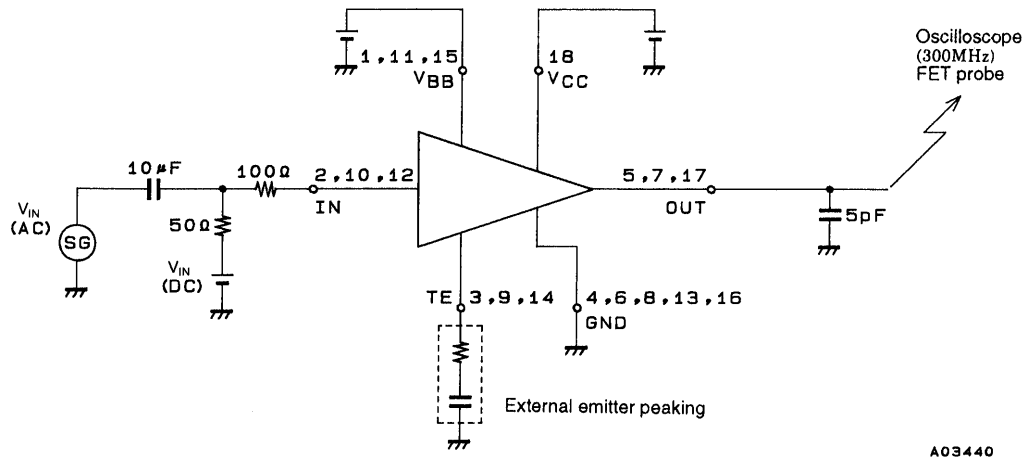 1,11,15
VBB
18
VCC
Oscilloscope
(300MHz)
FET probe
10μF
100Ω
2,10,12
IN
5,7,17
OUT
VIN
(AC)
SG
50Ω
5pF
VIN
(DC)
TE 3,9,14
4,6,8,13,16
GND
External emitter peaking
A03440